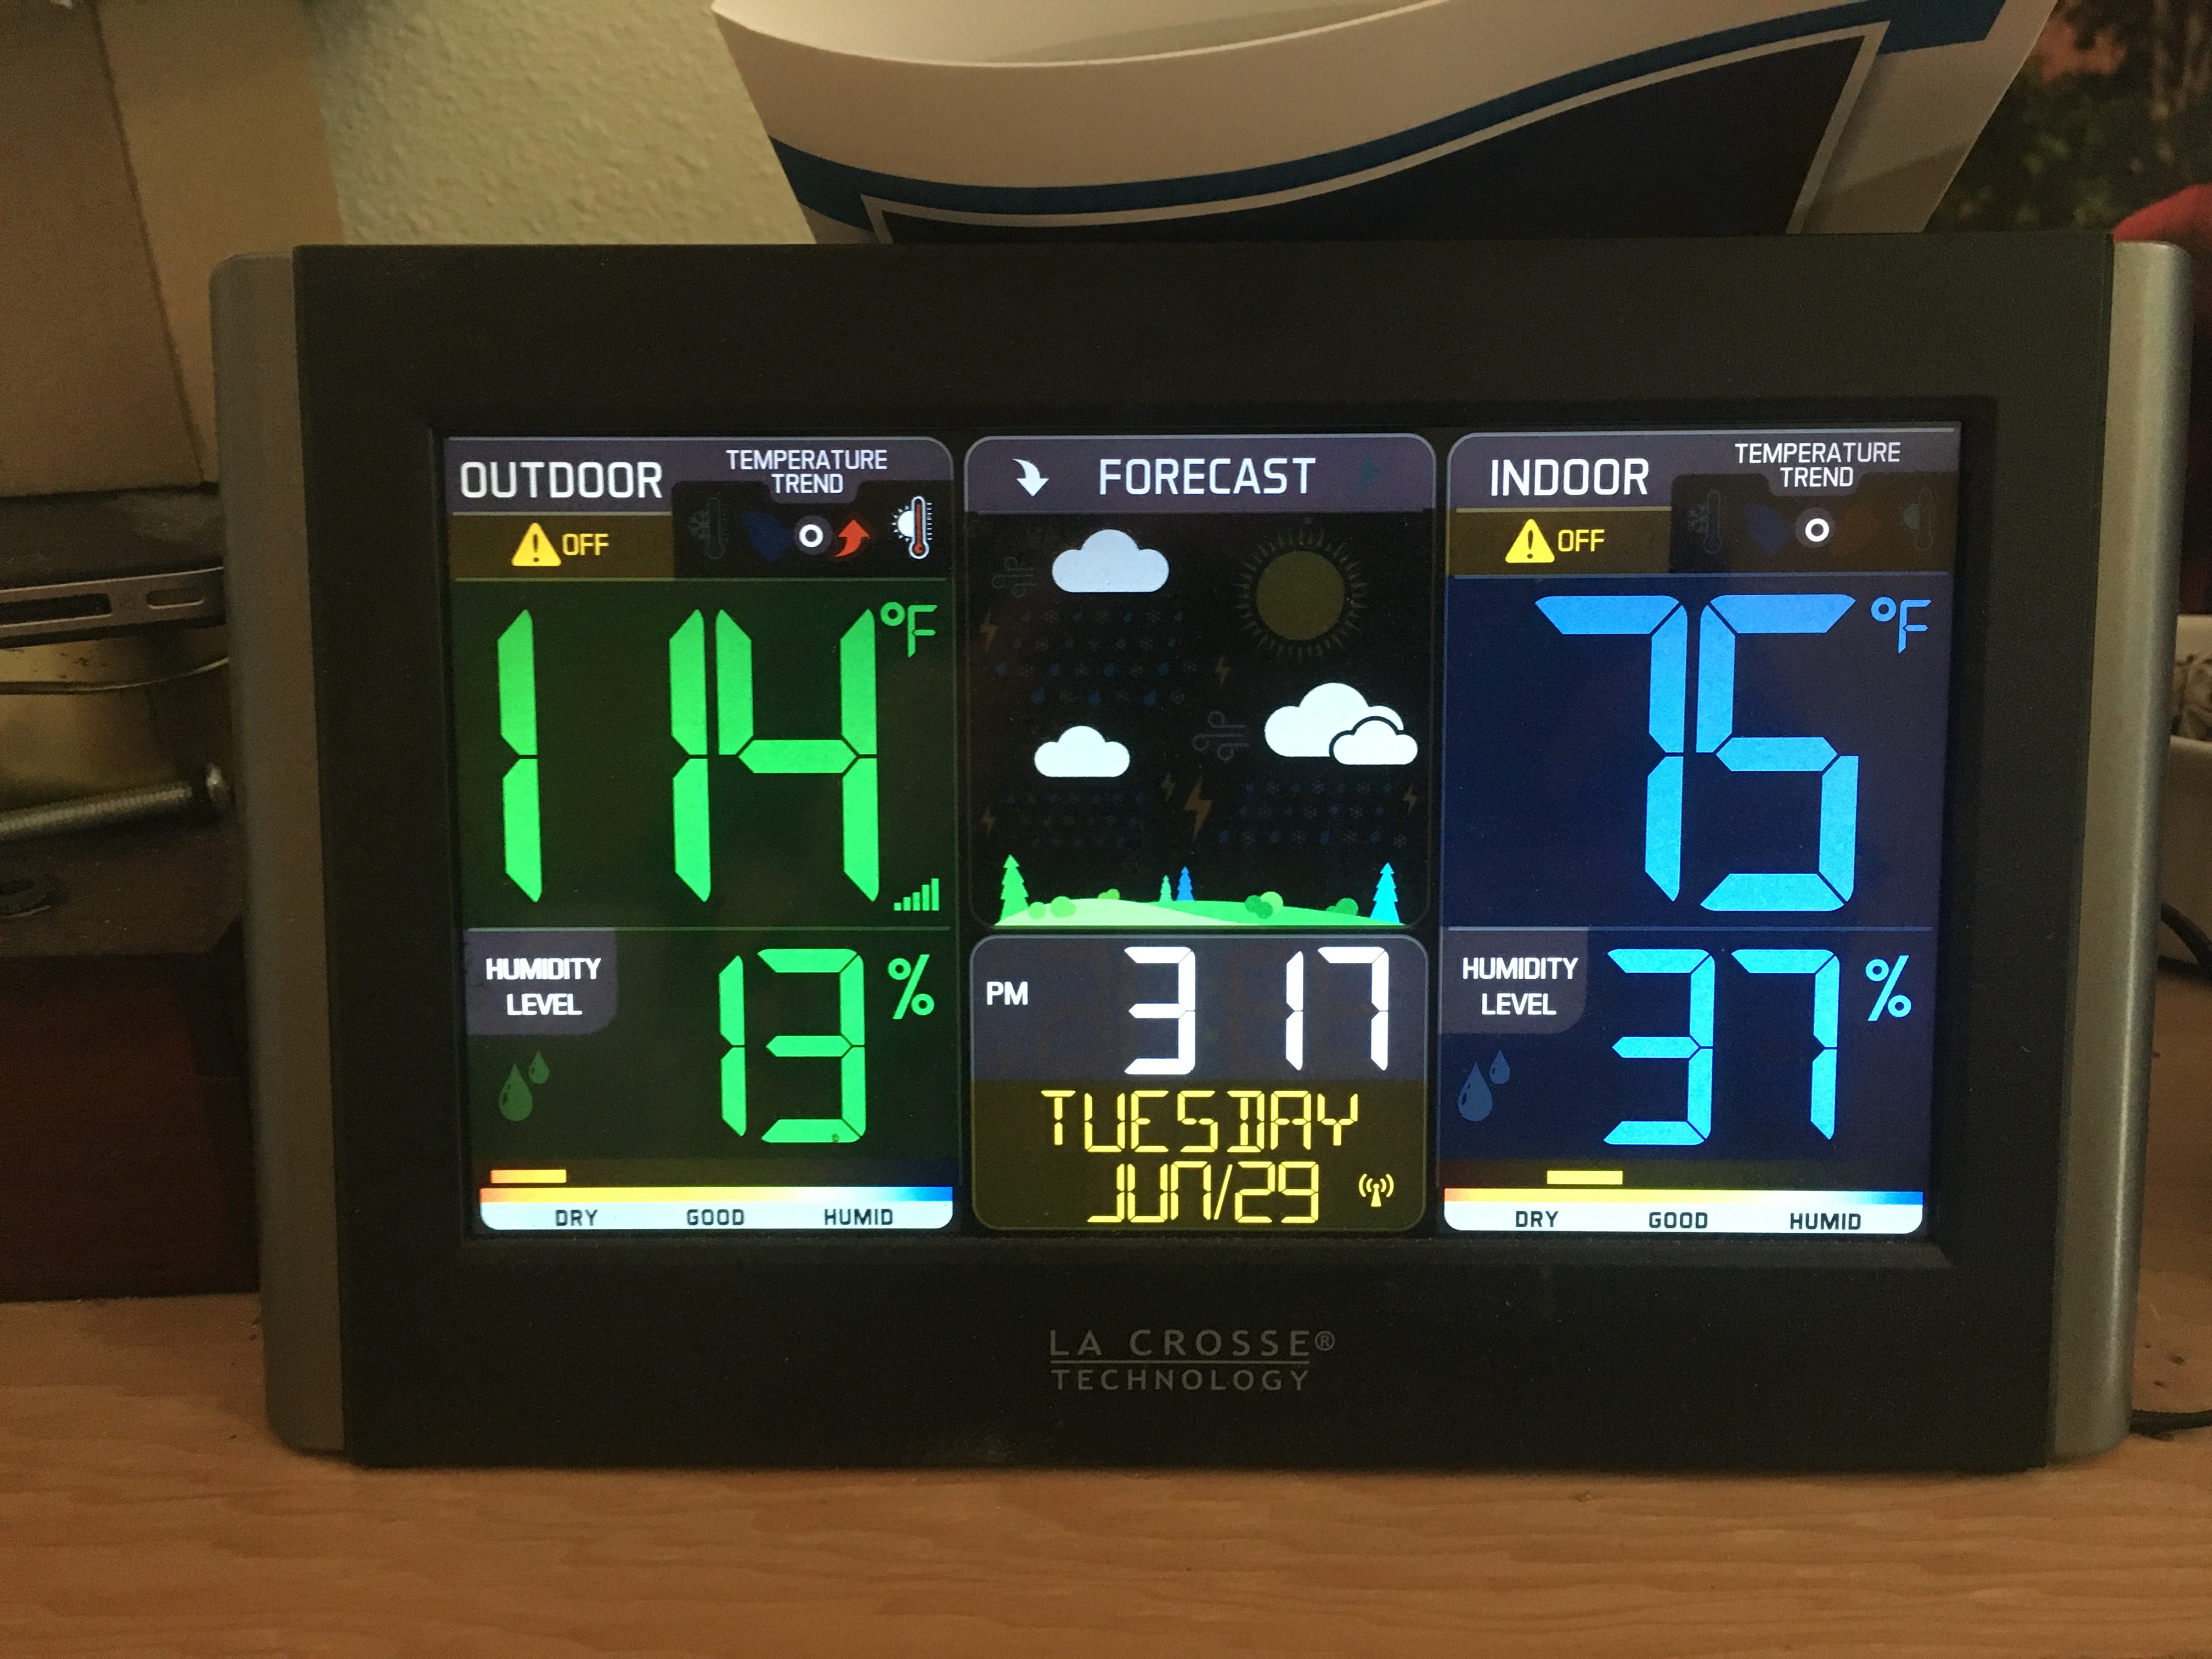 OUTDOOR
TEMPERATURE
TREND
OFF
114 °F
HUMIDITY
LEVEL
13 %
DRY GOOD HUMID
FORECAST
PM 3 17
TUESDAY
JUN/29
INDOOR
TEMPERATURE
TREND
OFF
75 °F
HUMIDITY
LEVEL
37 %
DRY GOOD HUMID
LA CROSSE®
TECHNOLOGY